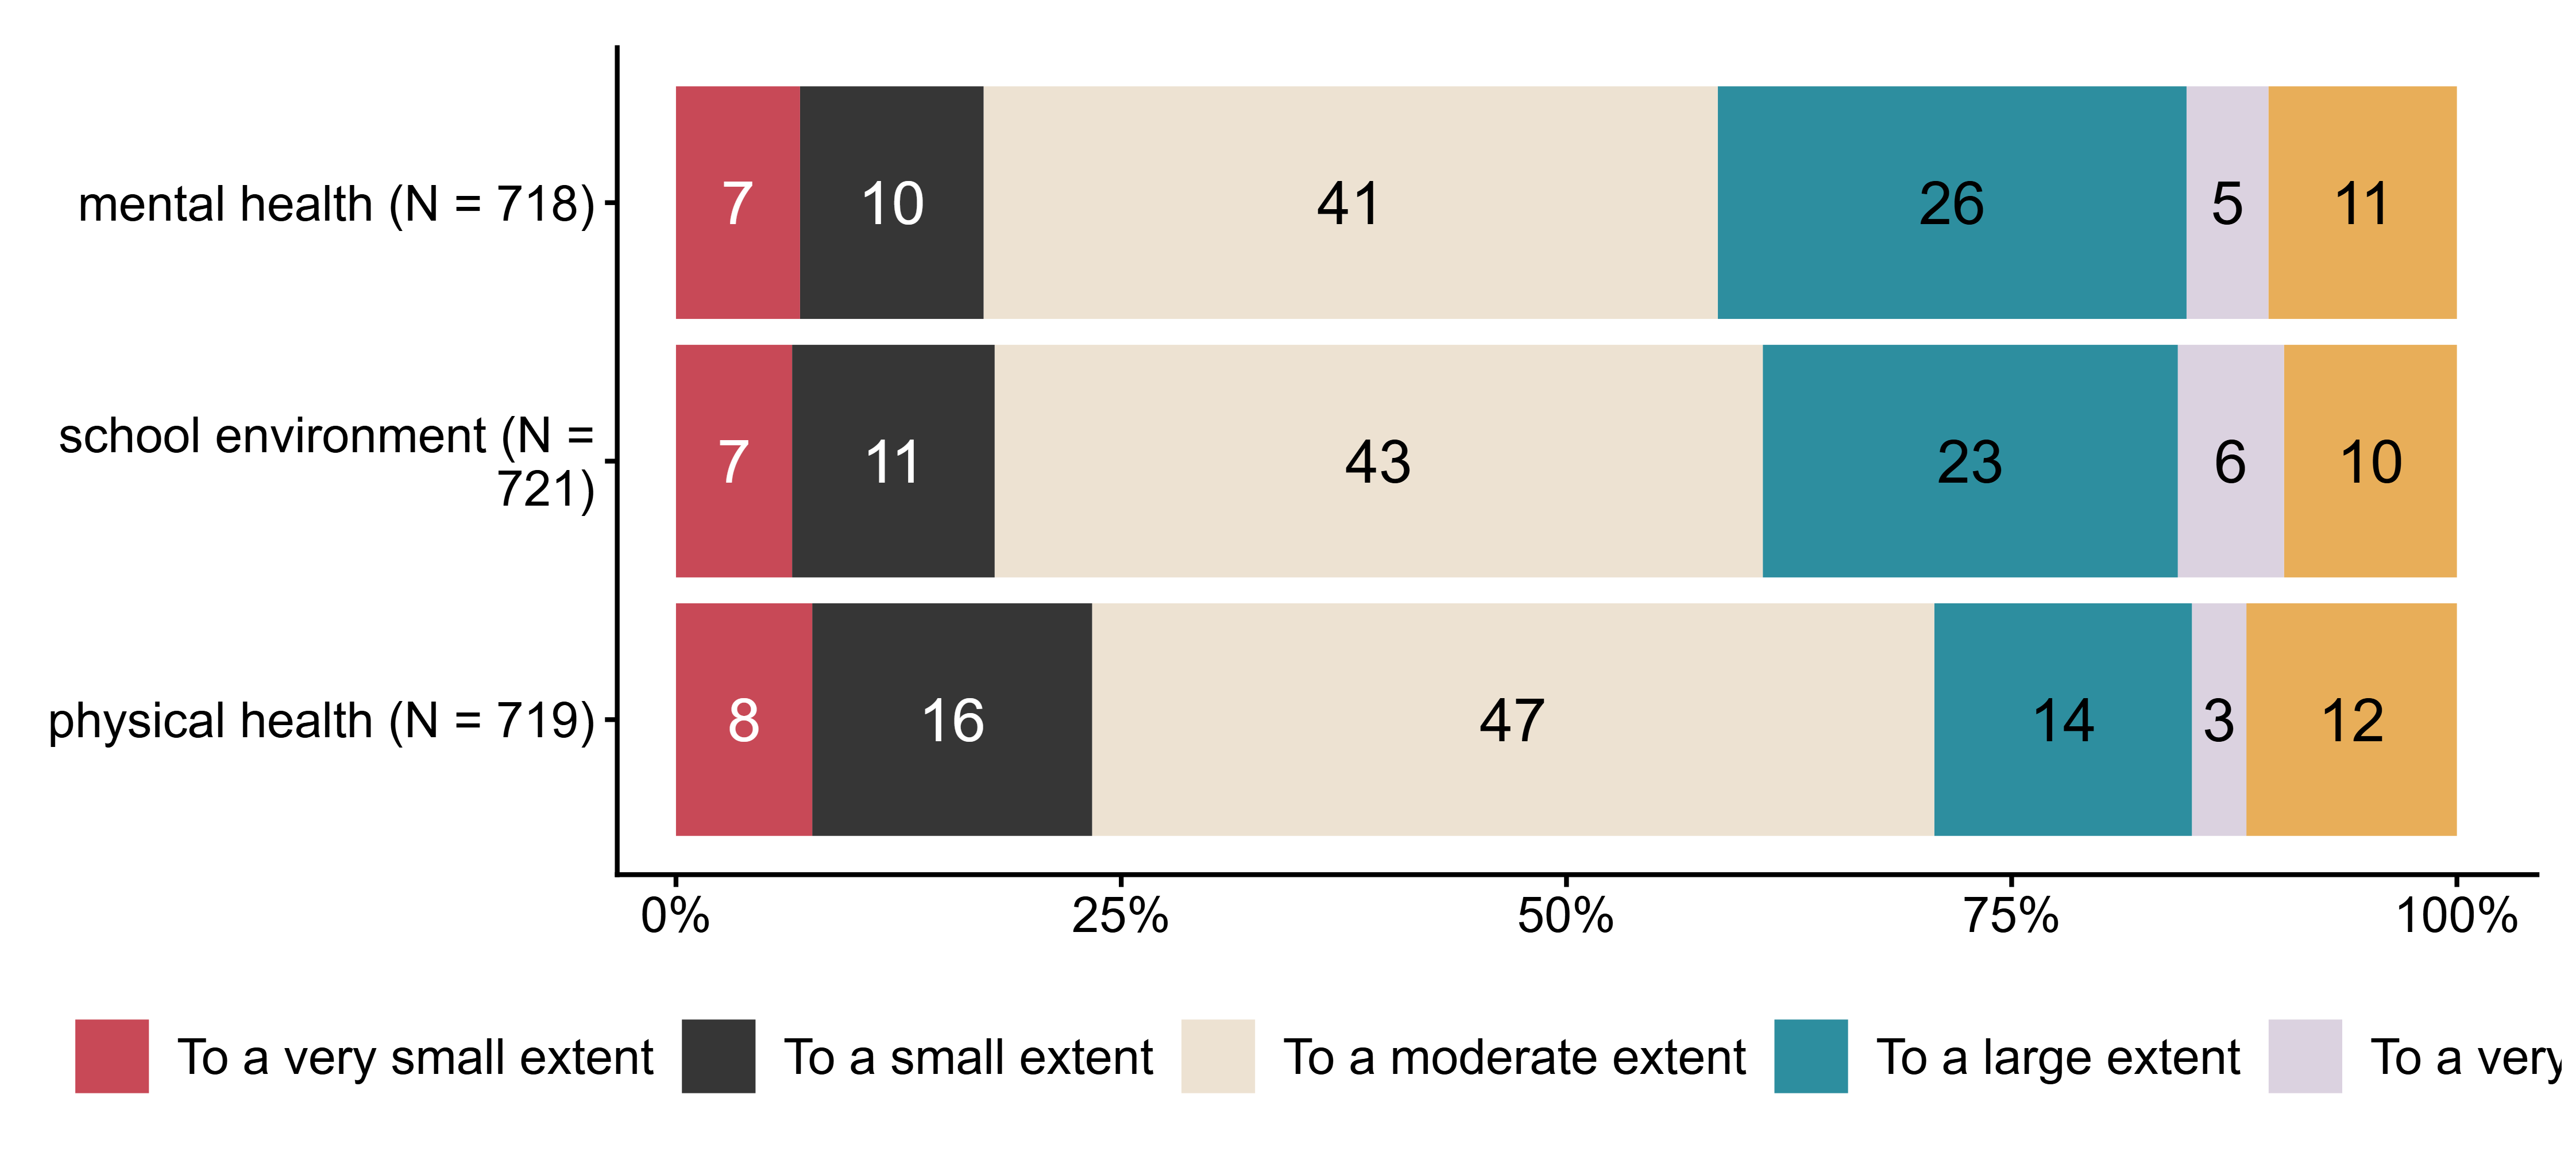 mental health (N = 718)
7 10 41 26 5 11
school environment (N =
721)
7 11 43 23 6 10
physical health (N = 719)
8 16 47 14 3 12
0% 25% 50% 75% 100%
To a very small extent To a small extent To a moderate extent To a large extent To a very